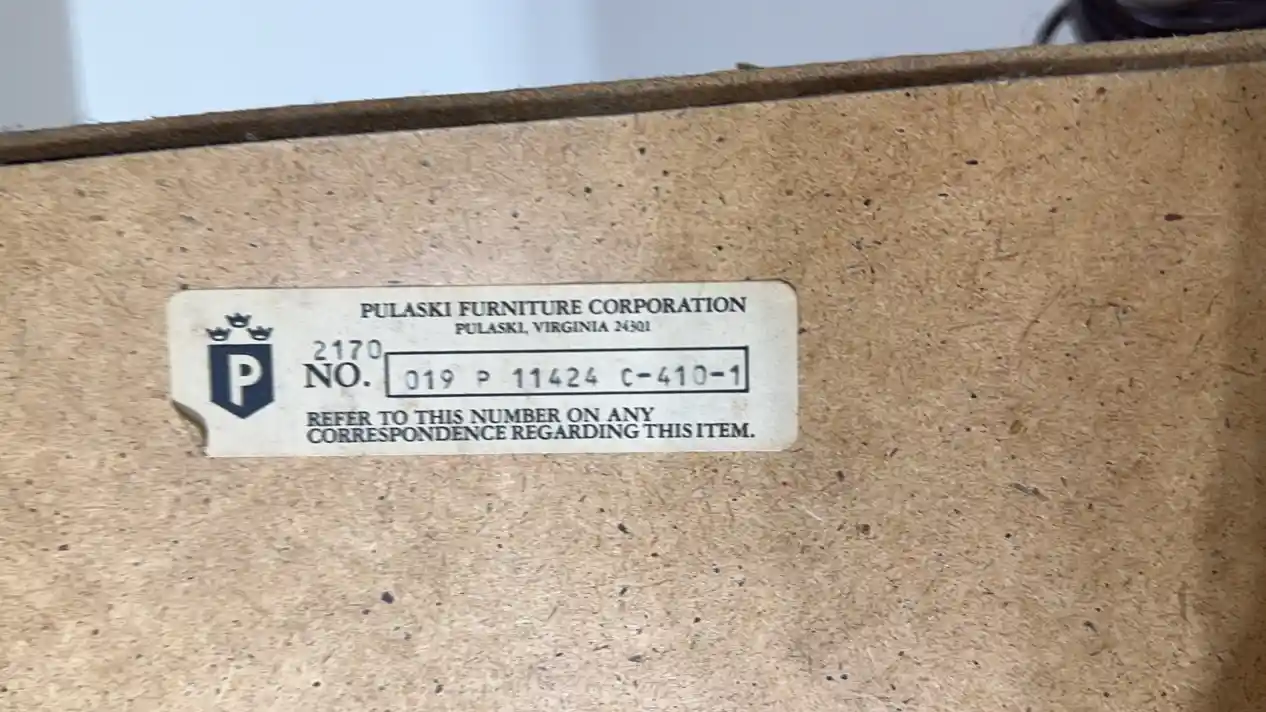 PULASKI FURNITURE CORPORATION
PULASKI, VIRGINIA 24301
P
2170
NO. 019 P 11424 C-410-1
REFER TO THIS NUMBER ON ANY
CORRESPONDENCE REGARDING THIS ITEM.